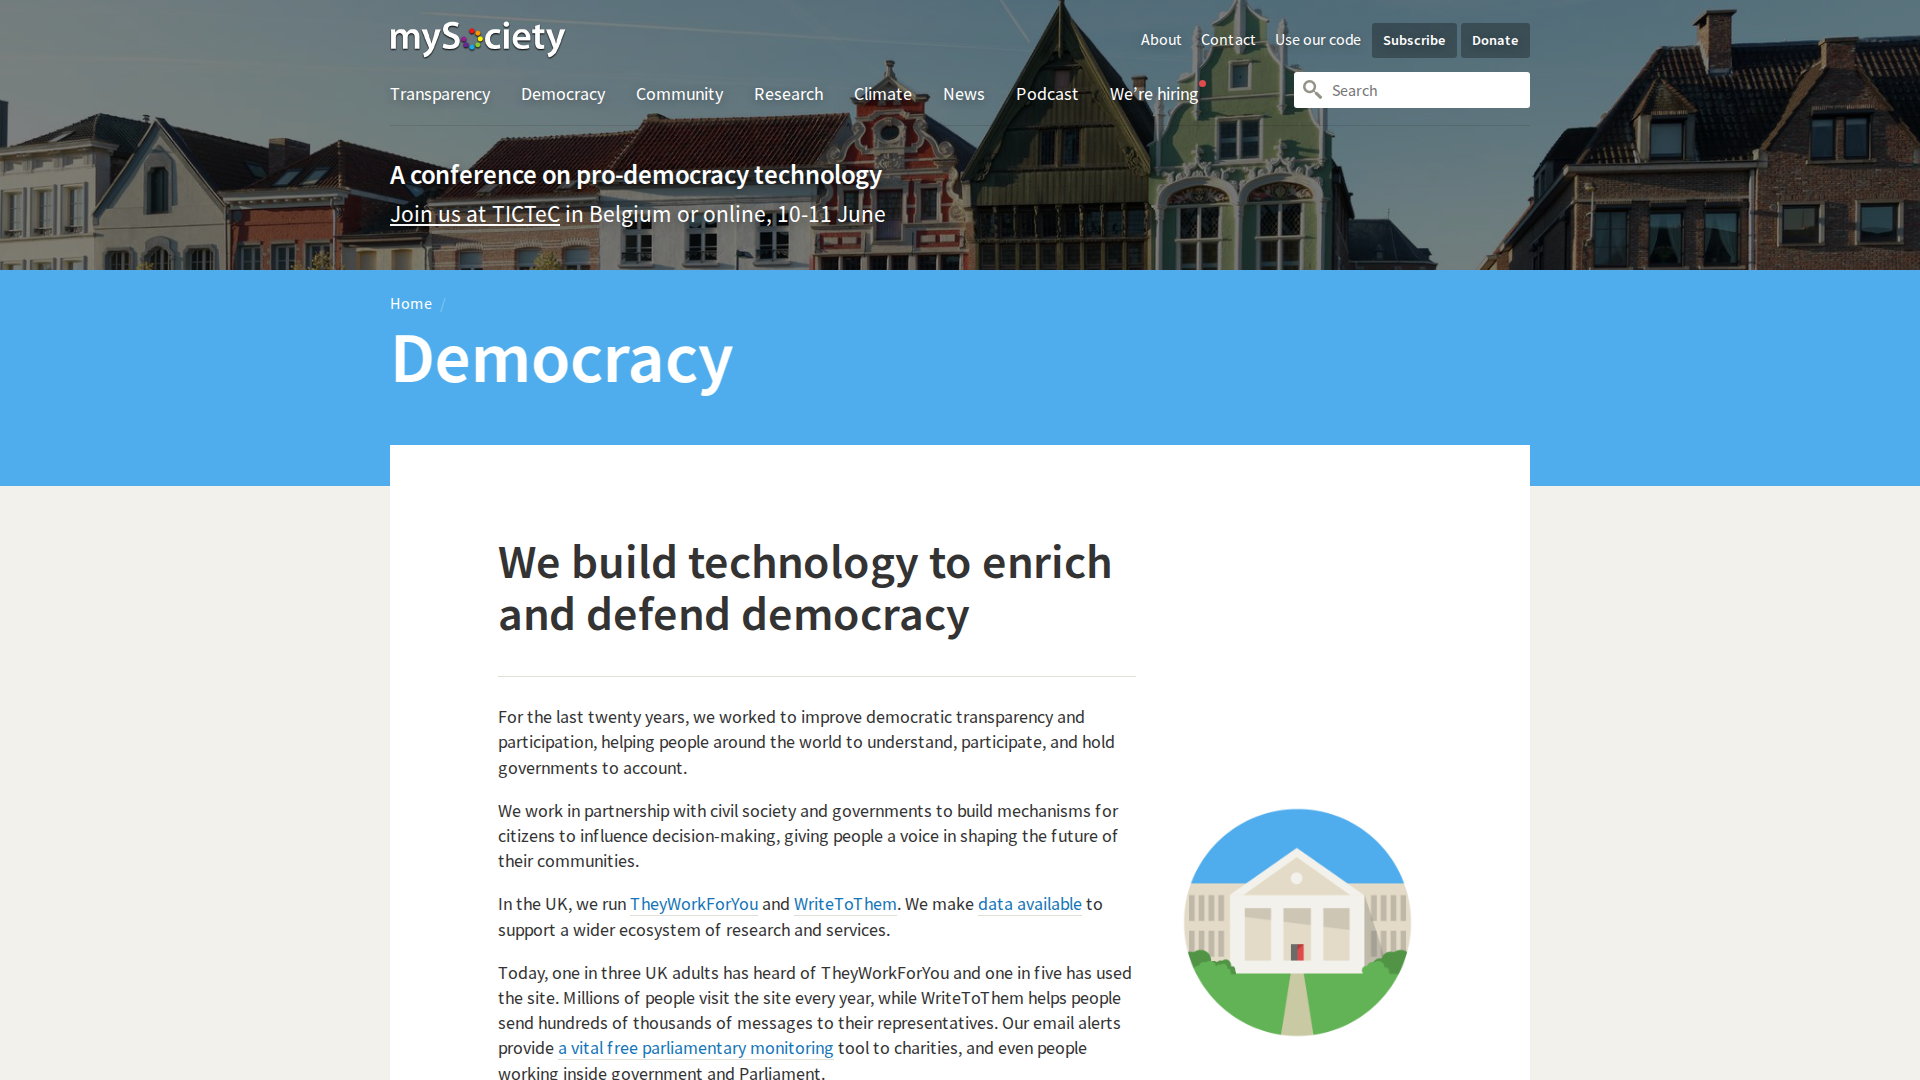 mySociety
About Contact Use our code Subscribe Donate
Transparency Democracy Community Research Climate News Podcast We're hiring Search
A conference on pro-democracy technology
Join us at TICTeC in Belgium or online, 10-11 June
Home /
Democracy
We build technology to enrich
and defend democracy
For the last twenty years, we worked to improve democratic transparency and
participation, helping people around the world to understand, participate, and hold
governments to account.
We work in partnership with civil society and governments to build mechanisms for
citizens to influence decision-making, giving people a voice in shaping the future of
their communities.
In the UK, we run TheyWorkForYou and WriteToThem. We make data available to
support a wider ecosystem of research and services.
Today, one in three UK adults has heard of TheyWorkForYou and one in five has used
the site. Millions of people visit the site every year, while WriteToThem helps people
send hundreds of thousands of messages to their representatives. Our email alerts
provide a vital free parliamentary monitoring tool to charities, and even people
working inside government and Parliament.